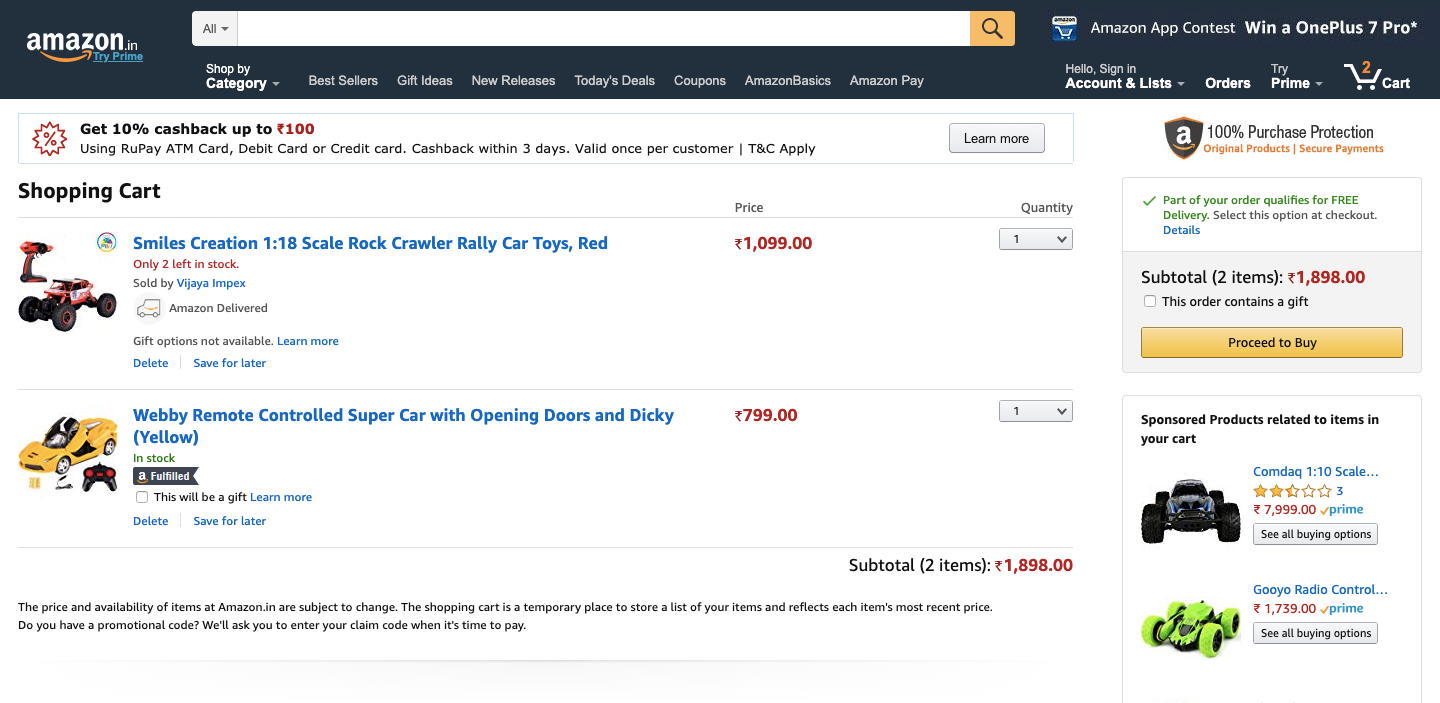 amazon.in
Try Prime
All
Amazon App Contest Win a OnePlus 7 Pro*
Shop by
Category
Best Sellers
Gift Ideas
New Releases
Today's Deals
Coupons
AmazonBasics
Amazon Pay
Hello, Sign in
Account & Lists
Orders
Try
Prime
2
Cart
Get 10% cashback up to ₹100
Using RuPay ATM Card, Debit Card or Credit card. Cashback within 3 days. Valid once per customer | T&C Apply
Learn more
Shopping Cart
Price
Quantity
Smiles Creation 1:18 Scale Rock Crawler Rally Car Toys, Red
₹1,099.00
1
Only 2 left in stock.
Sold by Vijaya Impex
Amazon Delivered
Gift options not available. Learn more
Delete
Save for later
Webby Remote Controlled Super Car with Opening Doors and Dicky
(Yellow)
₹799.00
1
In stock
a Fulfilled
This will be a gift Learn more
Delete
Save for later
Subtotal (2 items): ₹1,898.00
The price and availability of items at Amazon.in are subject to change. The shopping cart is a temporary place to store a list of your items and reflects each item's most recent price.
Do you have a promotional code? We'll ask you to enter your claim code when it's time to pay.
100% Purchase Protection
Original Products | Secure Payments
Part of your order qualifies for FREE
Delivery. Select this option at checkout.
Details
Subtotal (2 items): ₹1,898.00
This order contains a gift
Proceed to Buy
Sponsored Products related to items in
your cart
Comdaq 1:10 Scale…
3
₹ 7,999.00 prime
See all buying options
Gooyo Radio Control…
₹ 1,739.00 prime
See all buying options